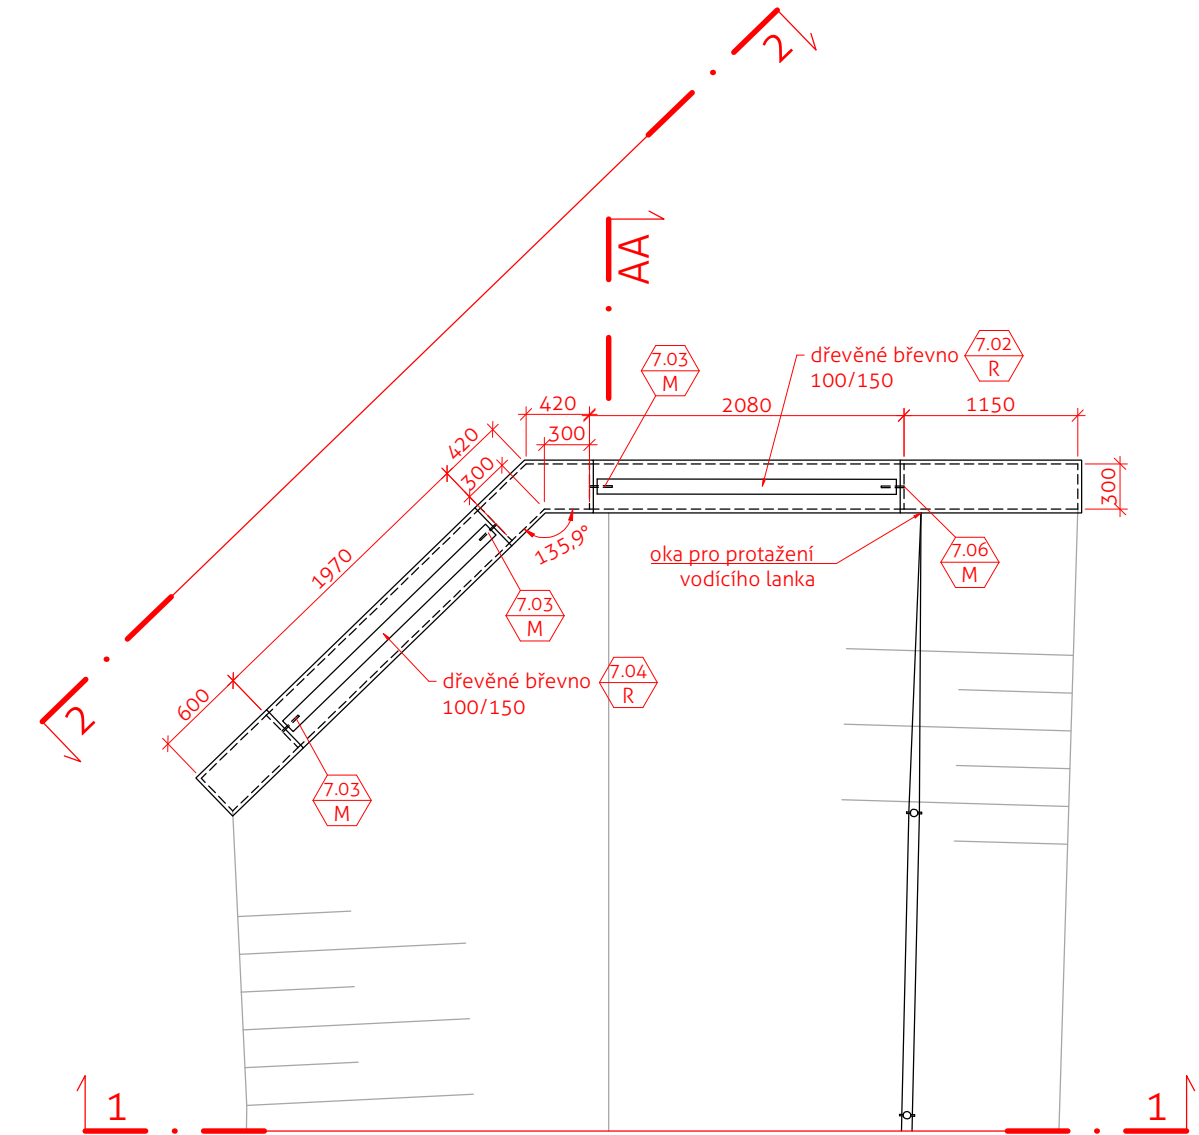 2
AA
7.03
M
dřevěné břevno
100/150
7.02
R
420
2080
1150
300
420
300
300
135,9°
oka pro protažení
vodícího lanka
7.06
M
1970
7.03
M
dřevěné břevno
100/150
7.04
R
600
2
7.03
M
1
1